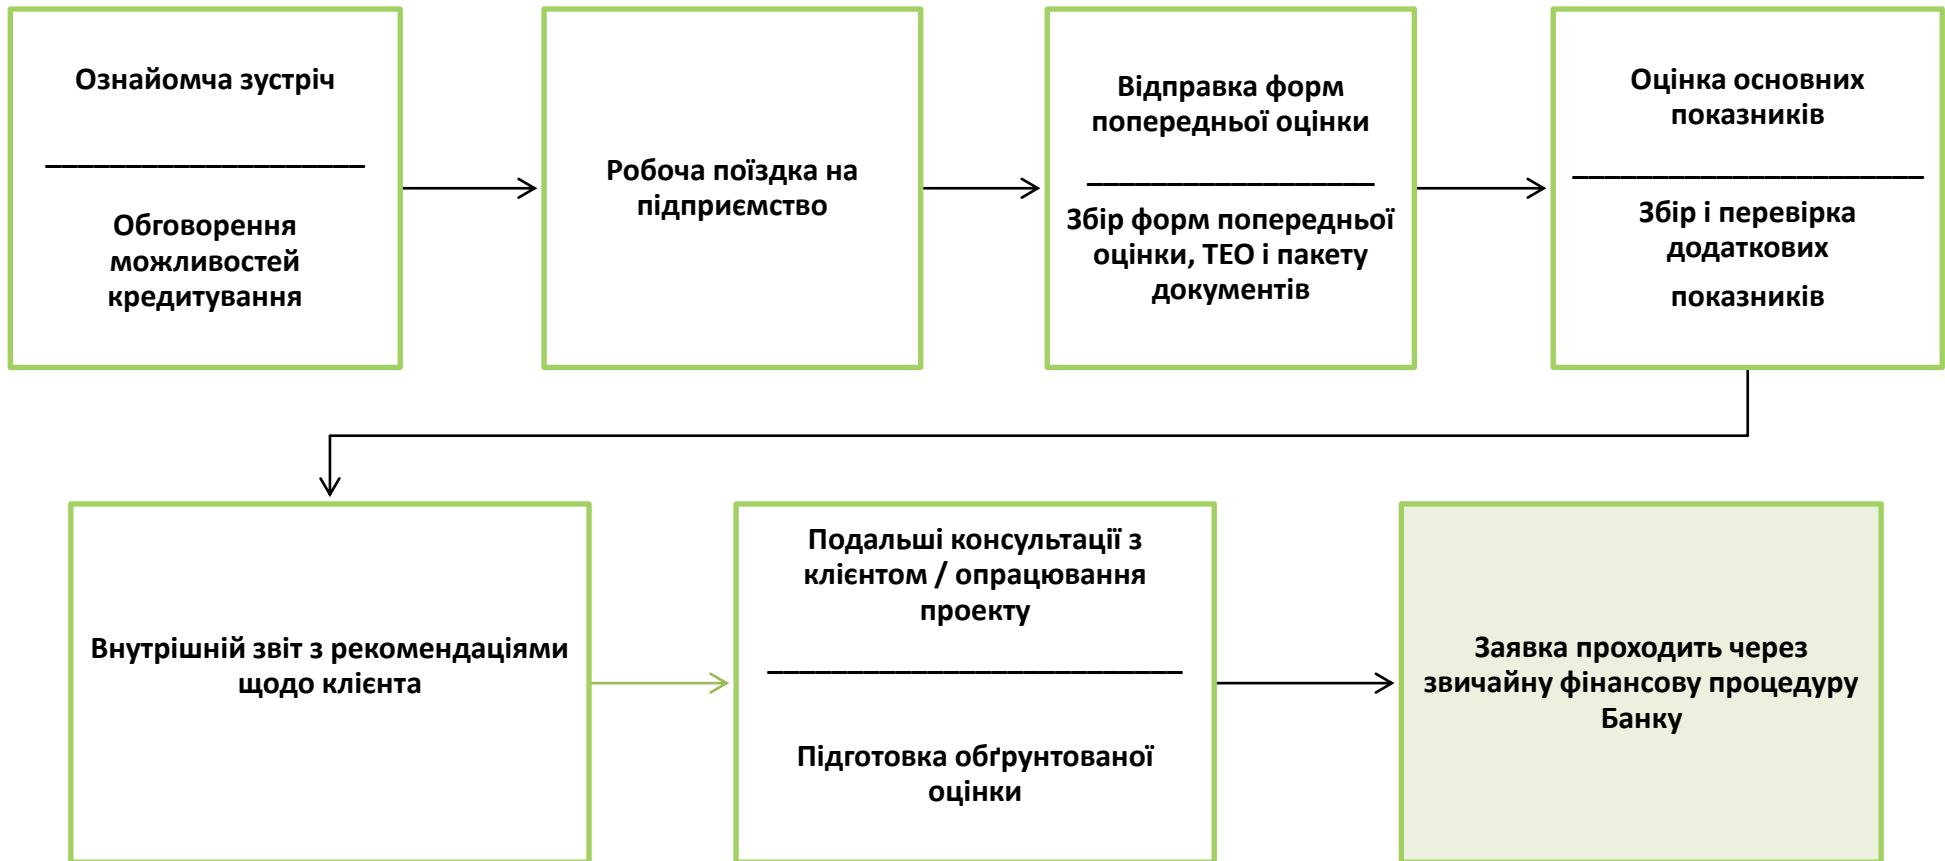 Ознайомча зустріч
Обговорення
можливостей
кредитування
Робоча поїздка на
підприємство
Відправка форм
попередньої оцінки
Збір форм попередньої
оцінки, ТЕО і пакету
документів
Оцінка основних
показників
Збір і перевірка
додаткових
показників
Внутрішній звіт з рекомендаціями
щодо клієнта
Подальші консультації з
клієнтом / опрацювання
проекту
Підготовка обґрунтованої
оцінки
Заявка проходить через
звичайну фінансову процедуру
Банку